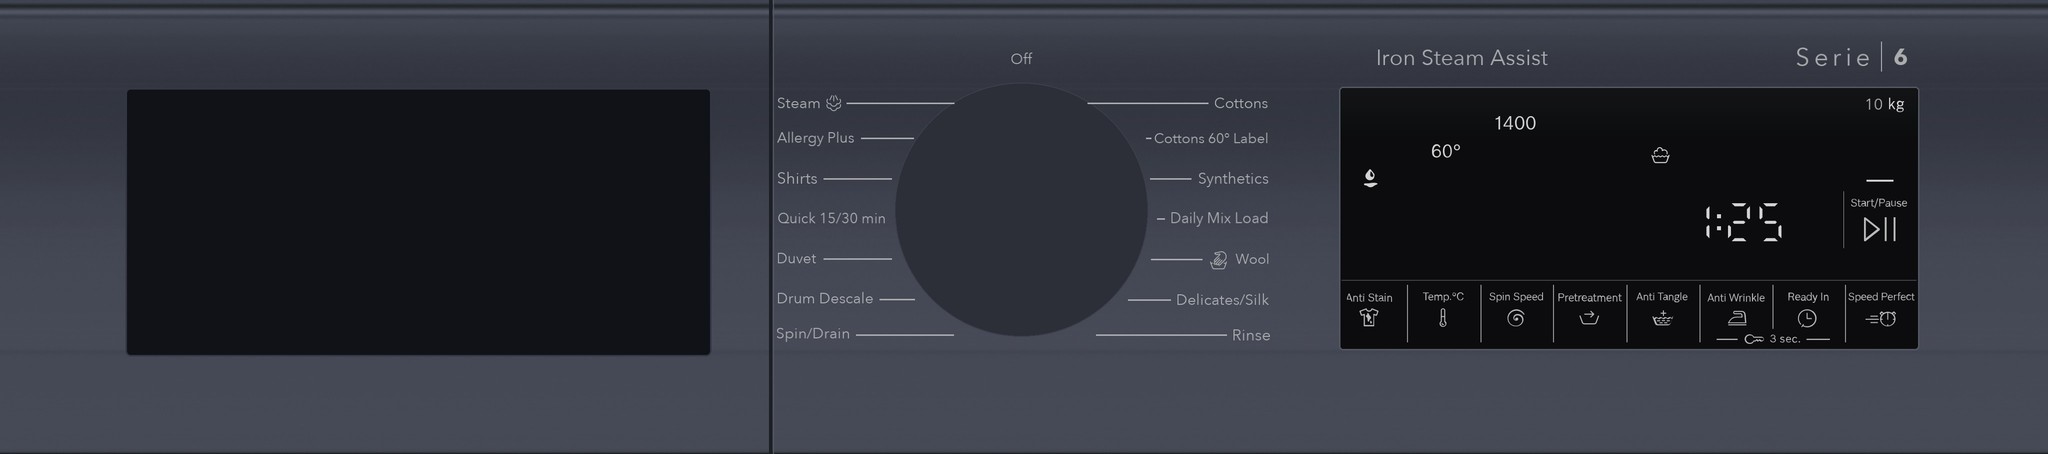 Off
Iron Steam Assist
Serie | 6
Steam
Allergy Plus
Shirts
Quick 15/30 min
Duvet
Drum Descale
Spin/Drain
Cottons
Cottons 60° Label
Synthetics
Daily Mix Load
Wool
Delicates/Silk
Rinse
10 kg
1400
60°
1:25
Start/Pause
Anti Stain
Temp.°C
Spin Speed
Pretreatment
Anti Tangle
Anti Wrinkle
Ready In
Speed Perfect
3 sec.